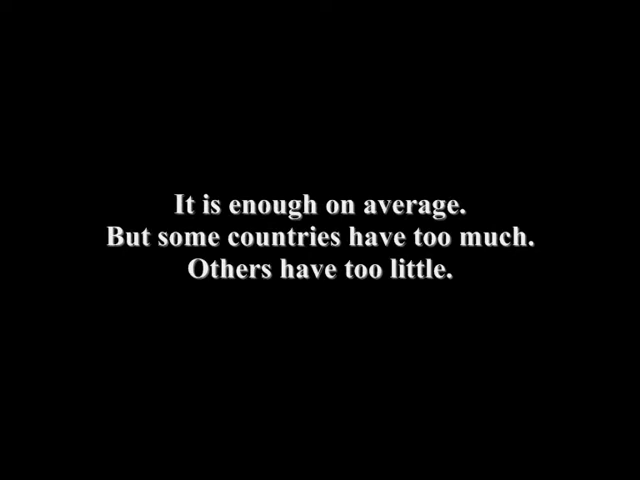 It is enough on average.
But some countries have too much.
Others have too little.